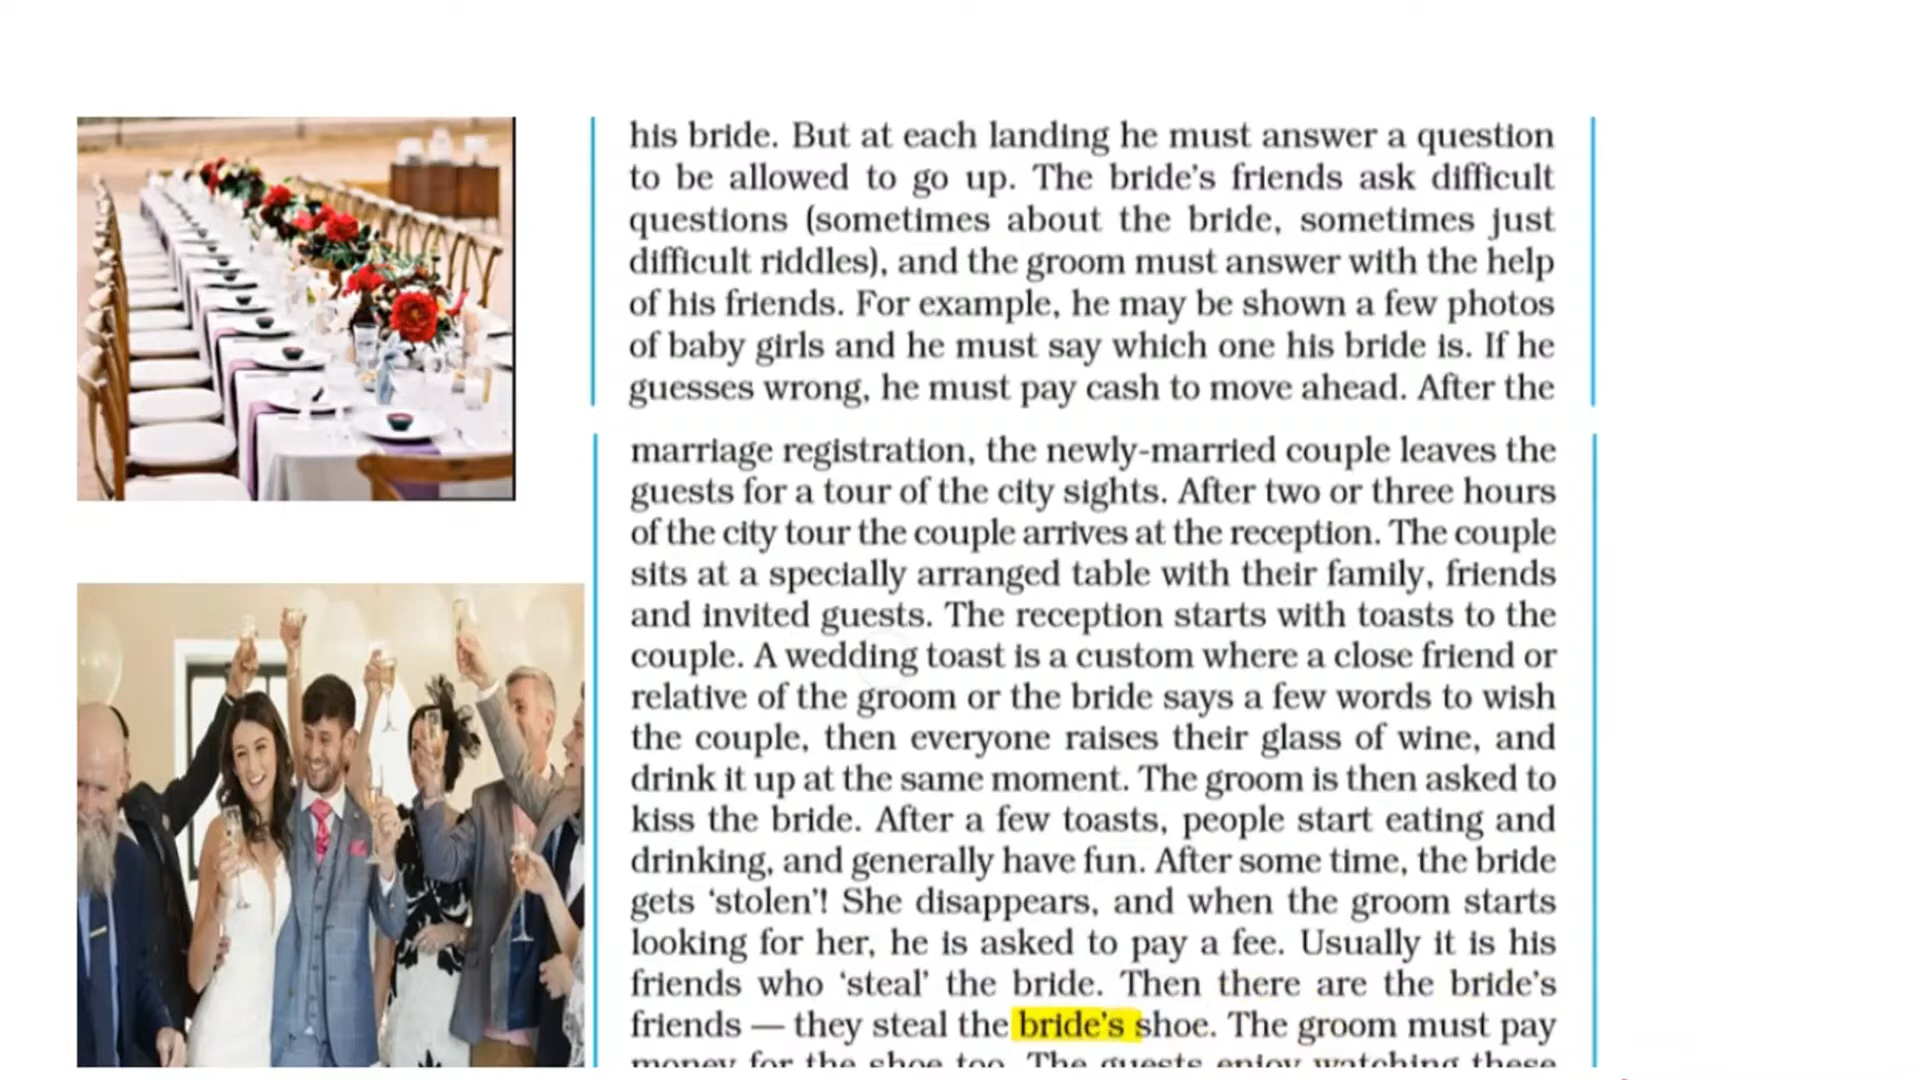 his bride. But at each landing he must answer a question
to be allowed to go up. The bride's friends ask difficult
questions (sometimes about the bride, sometimes just
difficult riddles), and the groom must answer with the help
of his friends. For example, he may be shown a few photos
of baby girls and he must say which one his bride is. If he
guesses wrong, he must pay cash to move ahead. After the
marriage registration, the newly-married couple leaves the
guests for a tour of the city sights. After two or three hours
of the city tour the couple arrives at the reception. The couple
sits at a specially arranged table with their family, friends
and invited guests. The reception starts with toasts to the
couple. A wedding toast is a custom where a close friend or
relative of the groom or the bride says a few words to wish
the couple, then everyone raises their glass of wine, and
drink it up at the same moment. The groom is then asked to
kiss the bride. After a few toasts, people start eating and
drinking, and generally have fun. After some time, the bride
gets ‘stolen’! She disappears, and when the groom starts
looking for her, he is asked to pay a fee. Usually it is his
friends who ‘steal’ the bride. Then there are the bride's
friends — they steal the bride's shoe. The groom must pay
money for the shoe too. The guests enjoy watching these